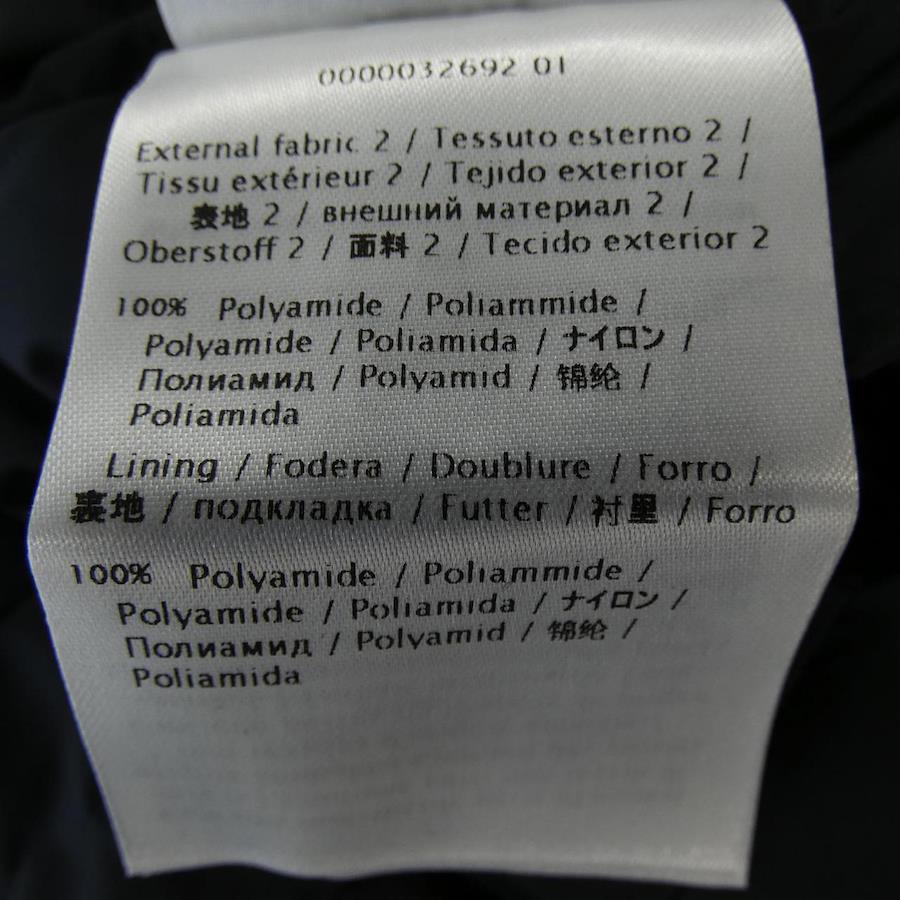 0000032692 01
External fabric 2 / Tessuto esterno 2 /
Tissu extérieur 2 / Tejido exterior 2 /
表地 2 / внешний материал 2 /
Oberstoff 2 / 面料 2 / Tecido exterior 2
100% Polyamide / Poliammide /
Polyamide / Poliamida / ナイロン /
Полиамид / Polyamid / 锦纶 /
Poliamida
Lining / Fodera / Doublure / Forro /
裏地 / подкладка / Futter / 衬里 / Forro
100% Polyamide / Poliammide /
Polyamide / Poliamida / ナイロン /
Полиамид / Polyamid / 锦纶 /
Poliamida